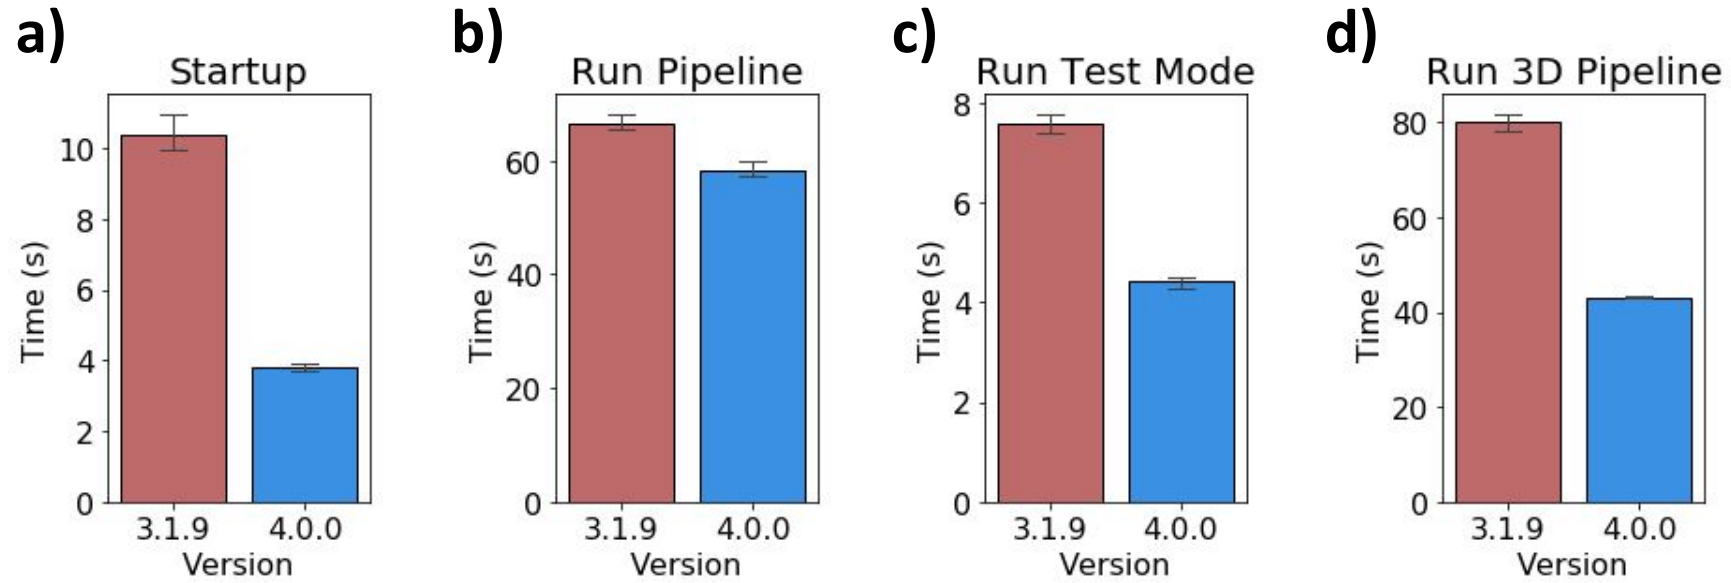 a)
Startup
10
8
6
4
2
0
Time (s)
3.1.9 4.0.0
Version
b)
Run Pipeline
60
40
20
0
Time (s)
3.1.9 4.0.0
Version
c)
Run Test Mode
8
6
4
2
0
Time (s)
3.1.9 4.0.0
Version
d)
Run 3D Pipeline
80
60
40
20
0
Time (s)
3.1.9 4.0.0
Version